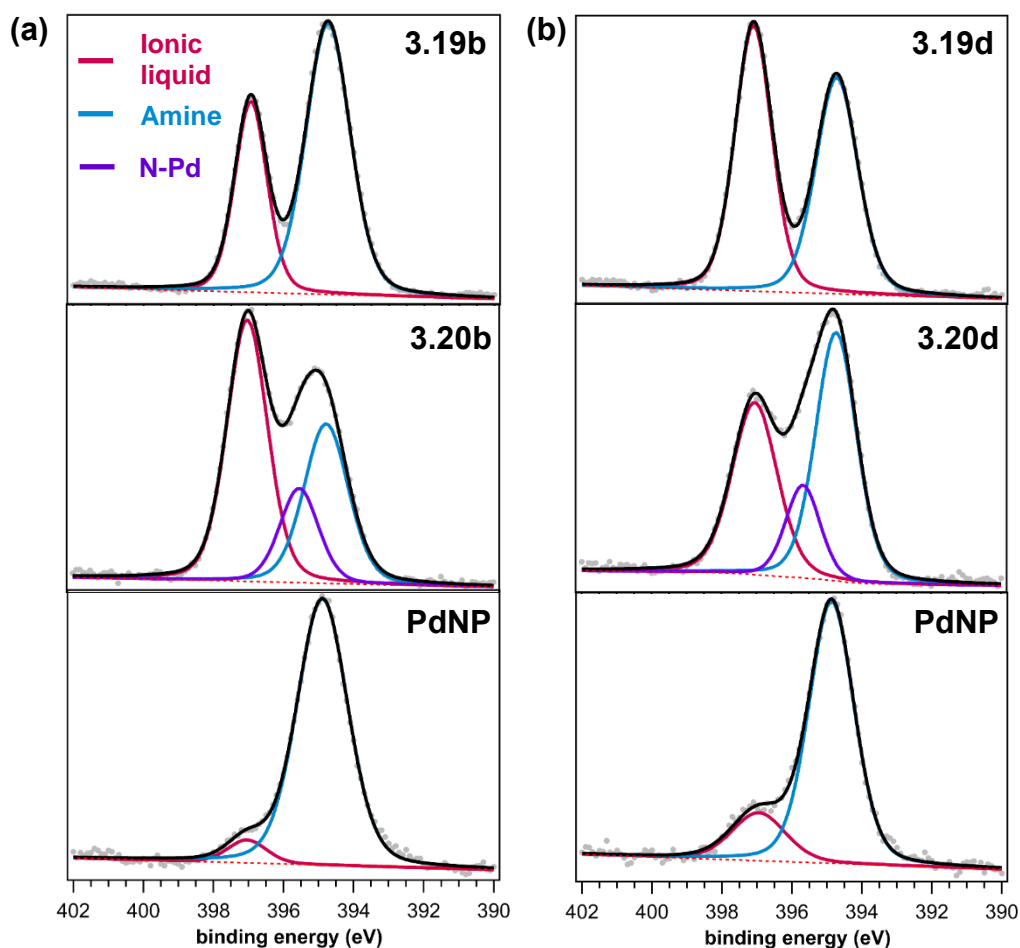 (a)
3.19b
Ionic
liquid
Amine
N-Pd
3.20b
PdNP
402 400 398 396 394 392 390
binding energy (eV)
(b)
3.19d
3.20d
PdNP
402 400 398 396 394 392 390
binding energy (eV)